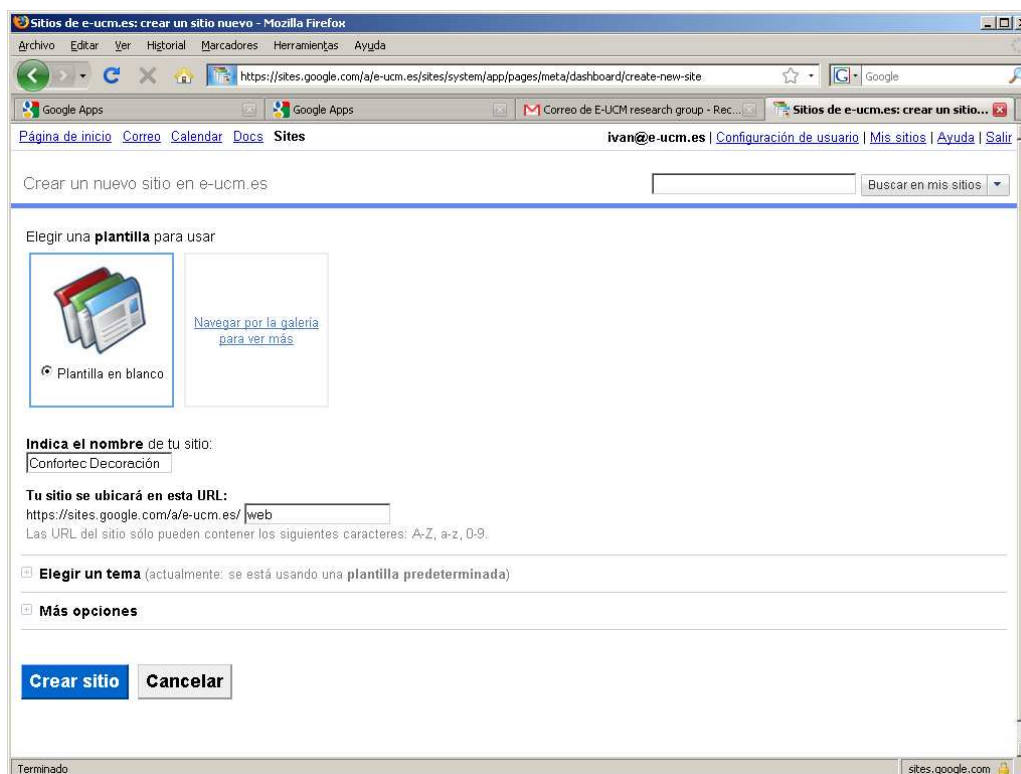 Sitios de e-ucm.es: crear un sitio nuevo - Mozilla Firefox
Archivo Editar Ver Historial Marcadores Herramientas Ayuda
https://sites.google.com/a/e-ucm.es/sites/system/app/pages/meta/dashboard/create-new-site G Google
Google Apps Google Apps Correo de E-UCM research group - Rec... Sitios de e-ucm.es: crear un sitio...
Página de inicio Correo Calendar Docs Sites ivan@e-ucm.es | Configuración de usuario | Mis sitios | Ayuda | Salir
Crear un nuevo sitio en e-ucm.es Buscar en mis sitios
Elegir una plantilla para usar
Navegar por la galería
para ver más
Plantilla en blanco
Indica el nombre de tu sitio:
Confortec Decoración
Tu sitio se ubicará en esta URL:
https://sites.google.com/a/e-ucm.es/ web
Las URL del sitio sólo pueden contener los siguientes caracteres: A-Z, a-z, 0-9.
Elegir un tema (actualmente: se está usando una plantilla predeterminada)
Más opciones
Crear sitio Cancelar
Terminado sites.google.com